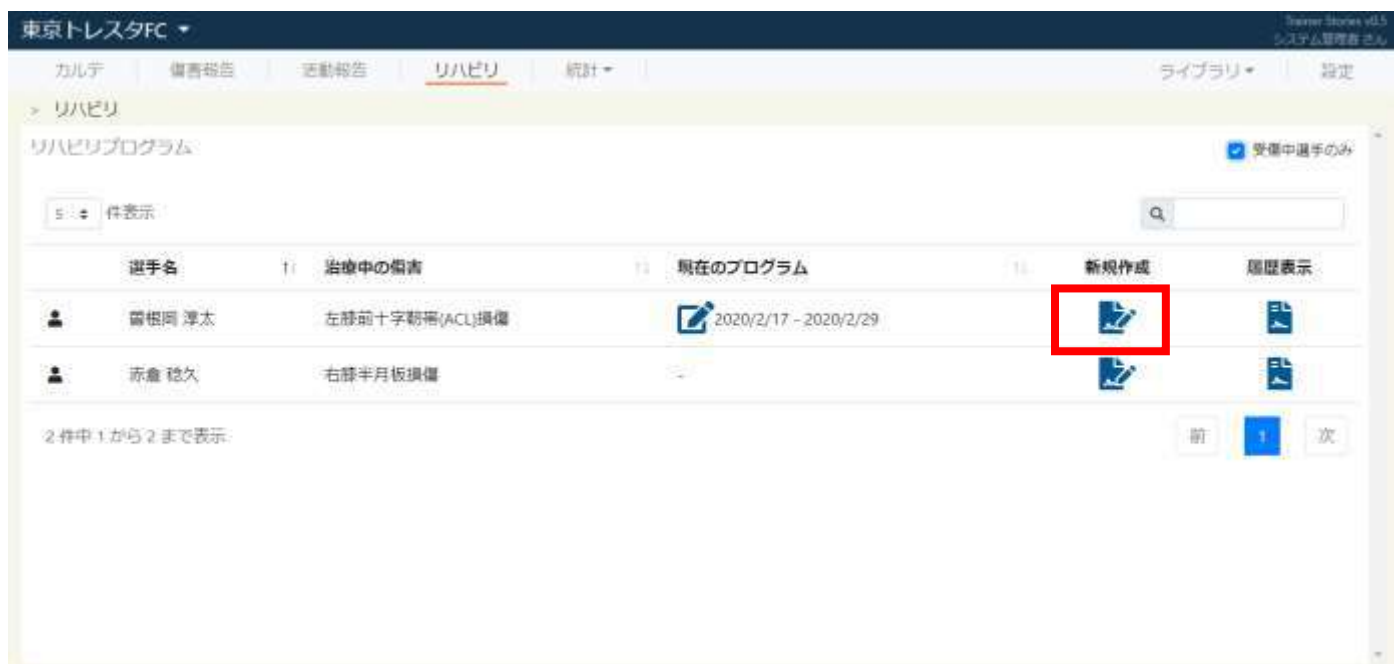 東京トレスタFC
Trainer Stories v0.5
システム管理者 さん
カルテ 傷害報告 活動報告 リハビリ 統計 ライブラリ 設定
> リハビリ
リハビリプログラム 受傷中選手のみ
5 件表示
選手名 治療中の傷害 現在のプログラム 新規作成 履歴表示
曽根岡 淳太 左膝前十字靭帯(ACL)損傷 2020/2/17 - 2020/2/29
赤倉 稔久 右膝半月板損傷 -
2 件中 1 から 2 まで表示 前 1 次